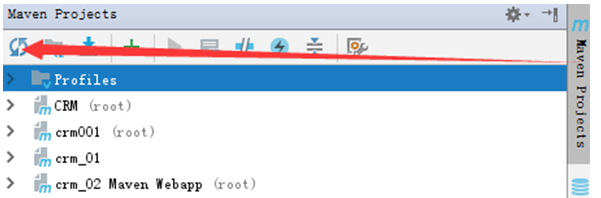 Maven Projects
Profiles
CRM (root)
crm001 (root)
crm_01
crm_02 Maven Webapp (root)
m Maven Projects